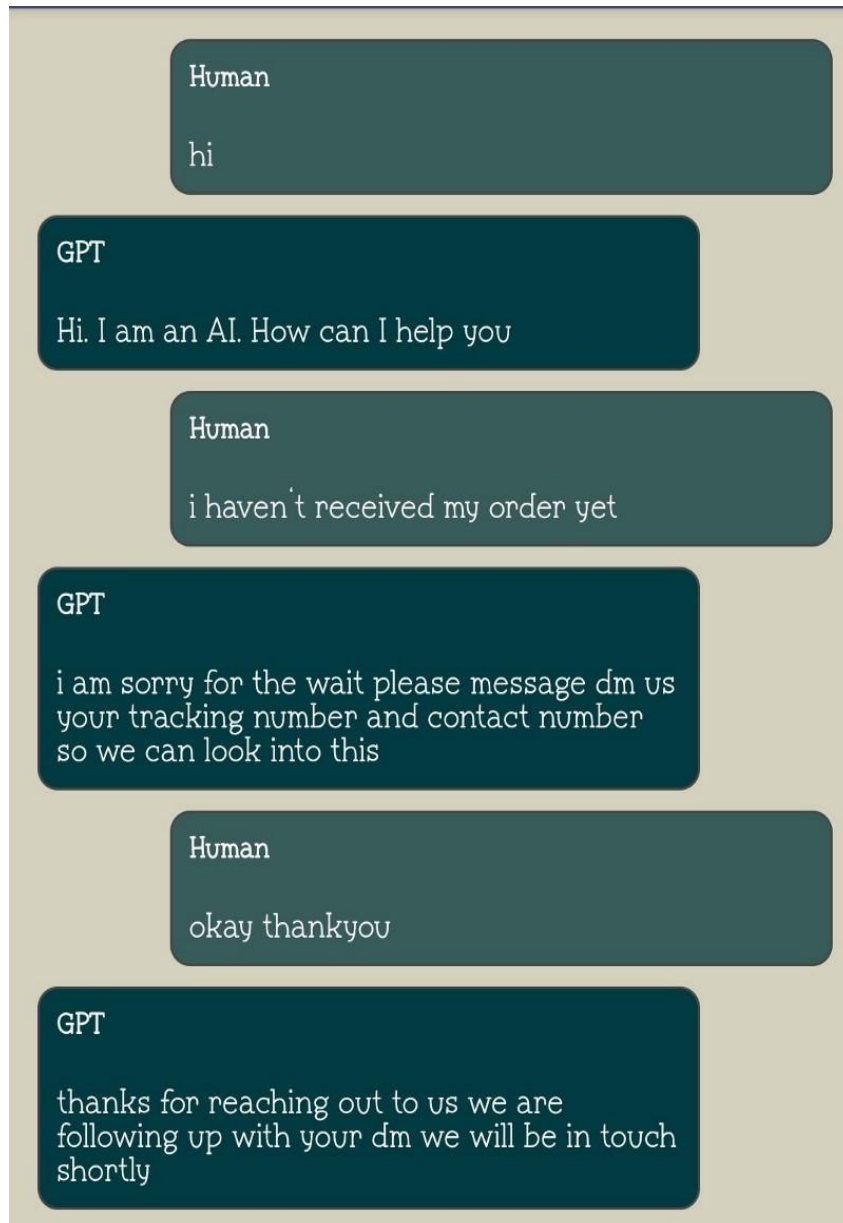 Human
hi
GPT
Hi. I am an AI. How can I help you
Human
i haven't received my order yet
GPT
i am sorry for the wait please message dm us
your tracking number and contact number
so we can look into this
Human
okay thankyou
GPT
thanks for reaching out to us we are
following up with your dm we will be in touch
shortly